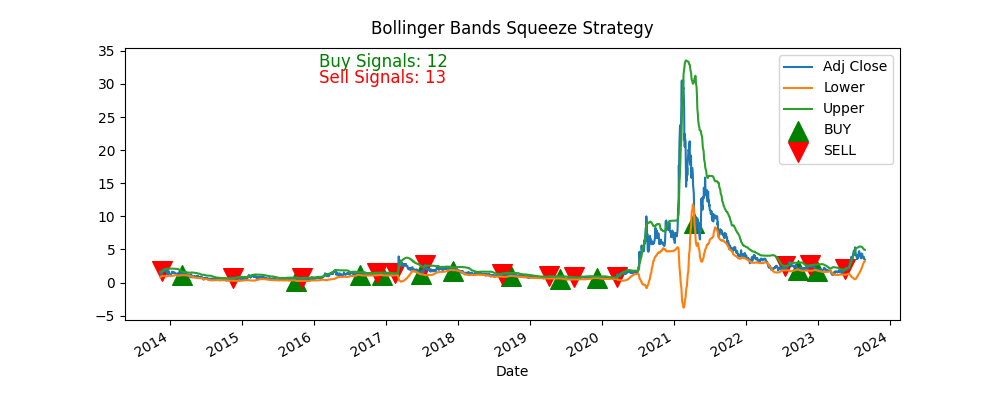 Bollinger Bands Squeeze Strategy
Buy Signals: 12
Sell Signals: 13
Adj Close
Lower
Upper
BUY
SELL
35
30
25
20
15
10
5
0
−5
2014 2015 2016 2017 2018 2019 2020 2021 2022 2023 2024
Date